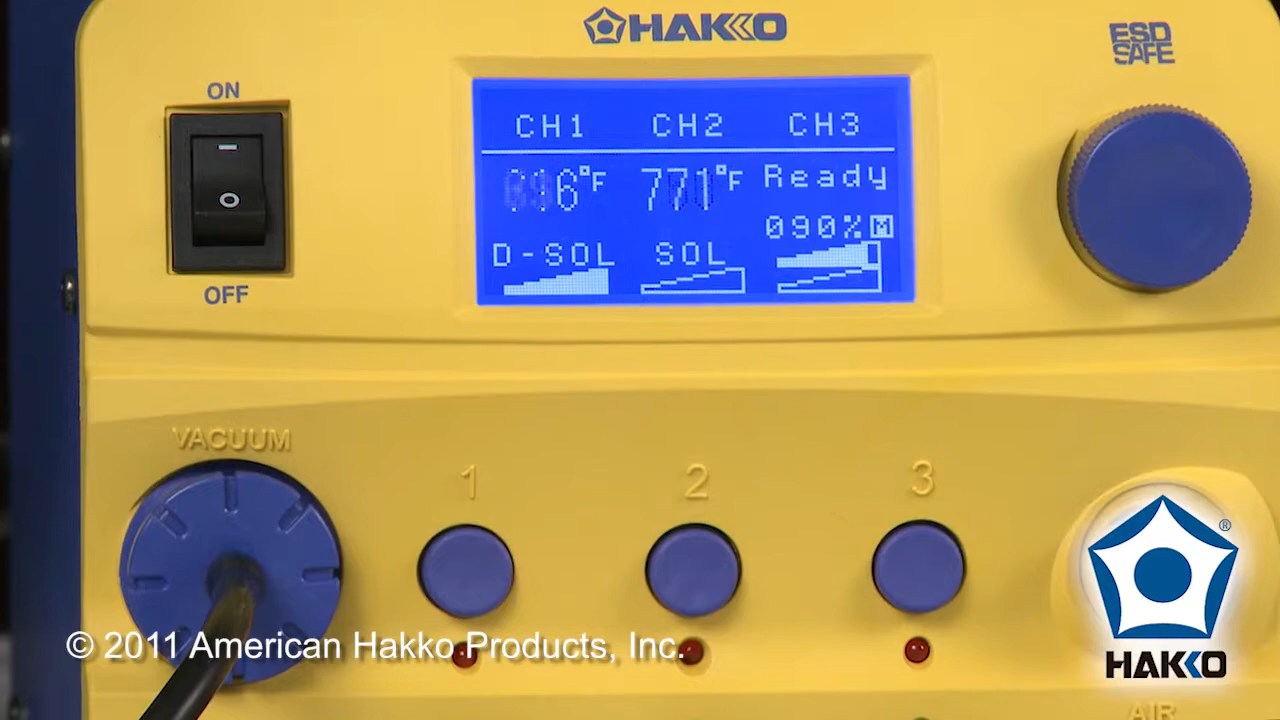 HAKKO
ESD
SAFE
ON
OFF
CH1 CH2 CH3
°F 771°F Ready
090% M
D-SOL SOL
VACUUM
1 2 3
© 2011 American Hakko Products, Inc.
®
HAKKO
AIR